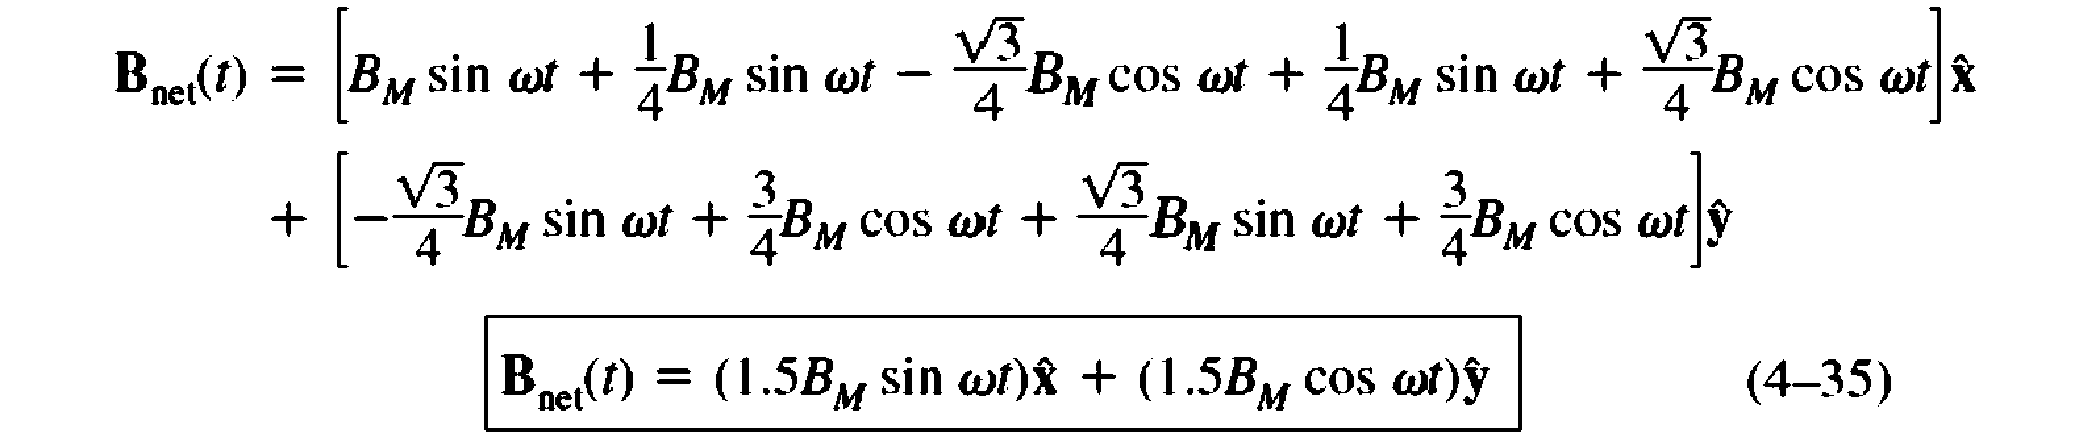 B_net(t) = [B_M sin ωt + 1/4 B_M sin ωt − √3/4 B_M cos ωt + 1/4 B_M sin ωt + √3/4 B_M cos ωt] x̂
+ [−√3/4 B_M sin ωt + 3/4 B_M cos ωt + √3/4 B_M sin ωt + 3/4 B_M cos ωt] ŷ
B_net(t) = (1.5B_M sin ωt)x̂ + (1.5B_M cos ωt)ŷ (4–35)